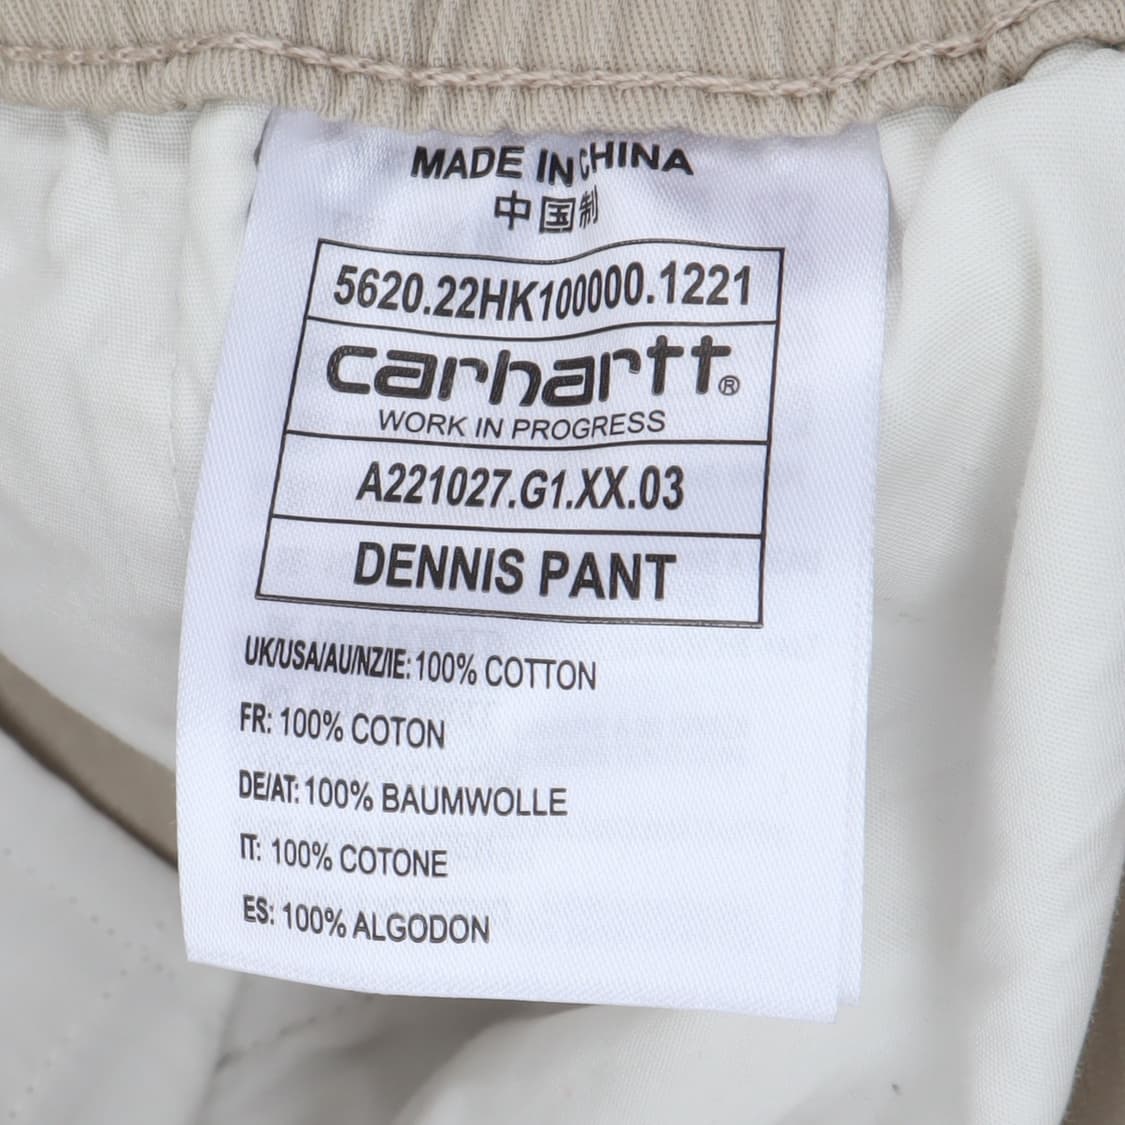 MADE IN CHINA
中国制
5620.22HK100000.1221
carhartt®
WORK IN PROGRESS
A221027.G1.XX.03
DENNIS PANT
UK/USA/AU/NZ/IE: 100% COTTON
FR: 100% COTON
DE/AT: 100% BAUMWOLLE
IT: 100% COTONE
ES: 100% ALGODON